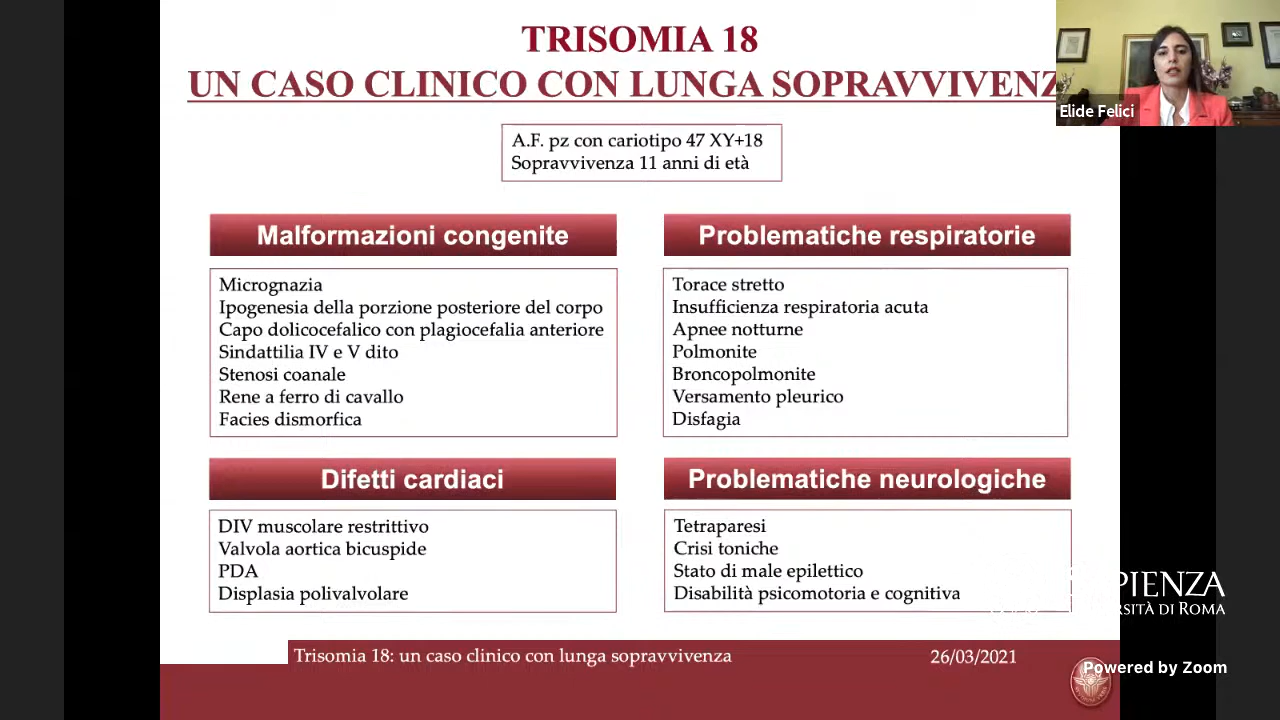 TRISOMIA 18
UN CASO CLINICO CON LUNGA SOPRAVVIVENZ
Elide Felici
A.F. pz con cariotipo 47 XY+18
Sopravvivenza 11 anni di età
Malformazioni congenite
Micrognazia
Ipogenesia della porzione posteriore del corpo
Capo dolicocefalico con plagiocefalia anteriore
Sindattilia IV e V dito
Stenosi coanale
Rene a ferro di cavallo
Facies dismorfica
Problematiche respiratorie
Torace stretto
Insufficienza respiratoria acuta
Apnee notturne
Polmonite
Broncopolmonite
Versamento pleurico
Disfagia
Difetti cardiaci
DIV muscolare restrittivo
Valvola aortica bicuspide
PDA
Displasia polivalvolare
Problematiche neurologiche
Tetraparesi
Crisi toniche
Stato di male epilettico
Disabilità psicomotoria e cognitiva
PIENZA
RSITÀ DI ROMA
Trisomia 18: un caso clinico con lunga sopravvivenza
26/03/2021
Powered by Zoom